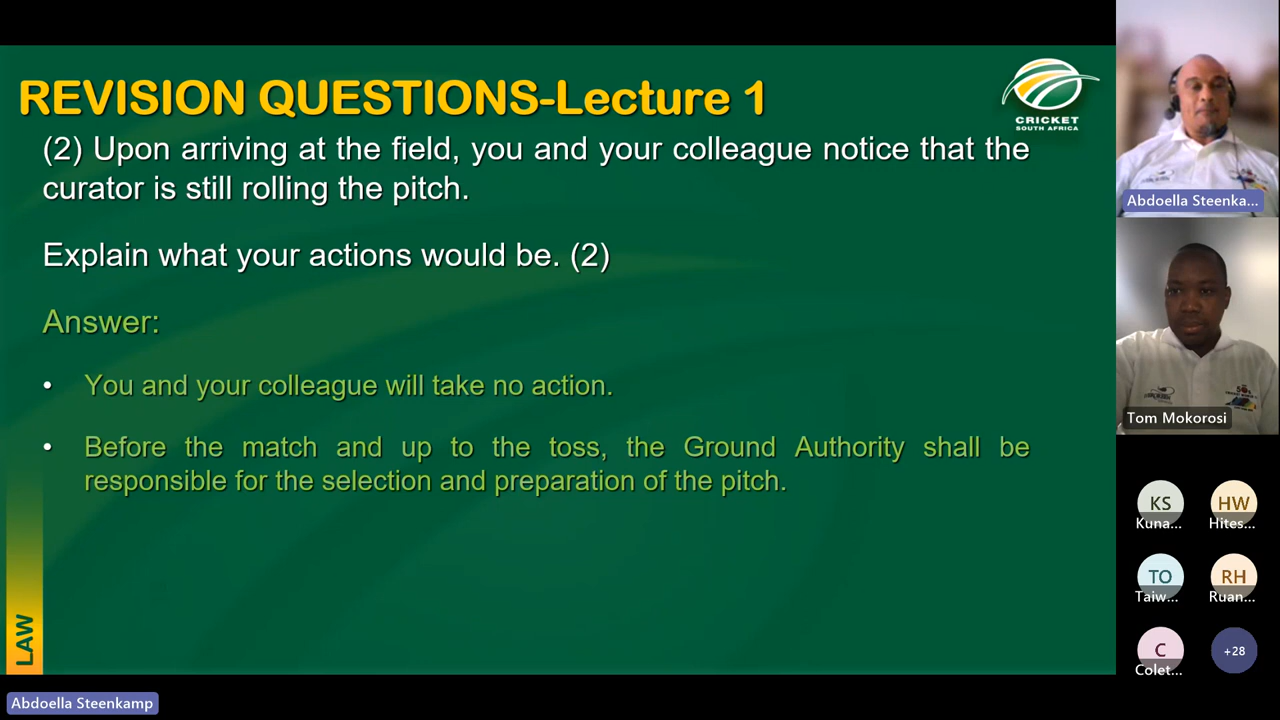 REVISION QUESTIONS-Lecture 1
CRICKET
SOUTH AFRICA
(2) Upon arriving at the field, you and your colleague notice that the
curator is still rolling the pitch.
Explain what your actions would be. (2)
Answer:
• You and your colleague will take no action.
• Before the match and up to the toss, the Ground Authority shall be
responsible for the selection and preparation of the pitch.
LAW
Abdoella Steenkamp
Abdoella Steenka...
Tom Mokorosi
KS
Kuna...
HW
Hites...
TO
Taiw...
RH
Ruan...
C
Colet...
+28